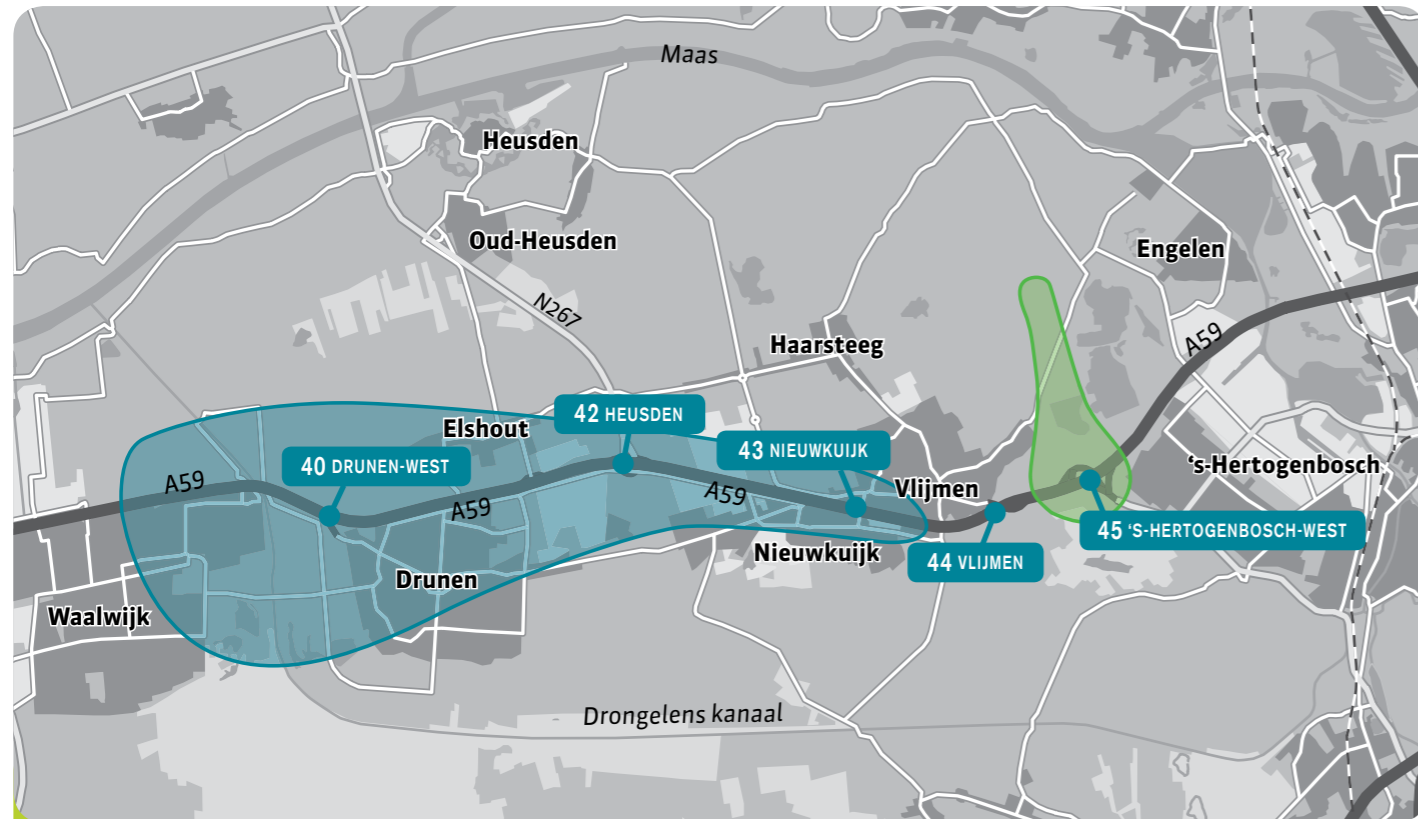 Maas
Heusden
Oud-Heusden
Engelen
N267
A59
Haarsteeg
42 HEUSDEN
Elshout
43 NIEUWKUIJK
40 DRUNEN-WEST
‘s-Hertogenbosch
A59
A59
A59
Vlijmen
45 ‘S-HERTOGENBOSCH-WEST
Nieuwkuijk
44 VLIJMEN
Drunen
Waalwijk
Drongelens kanaal